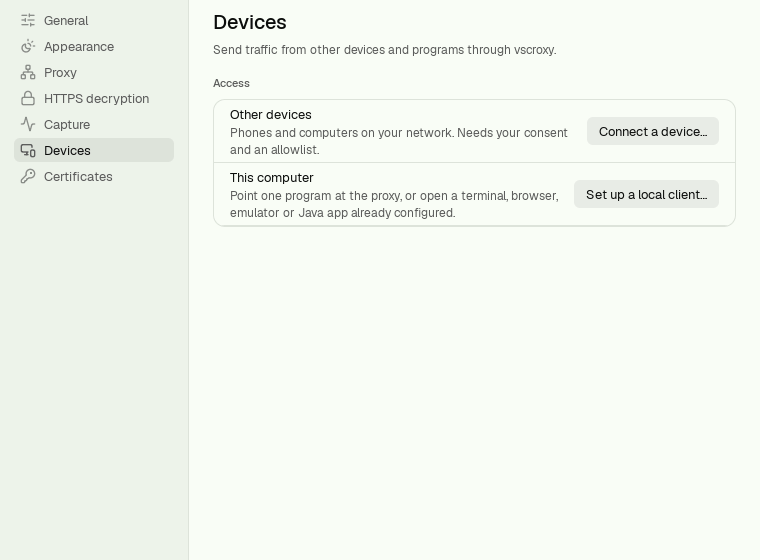 General
Appearance
Proxy
HTTPS decryption
Capture
Devices
Certificates
Devices
Send traffic from other devices and programs through vscroxy.
Access
Other devices
Phones and computers on your network. Needs your consent
and an allowlist.
Connect a device...
This computer
Point one program at the proxy, or open a terminal, browser,
emulator or Java app already configured.
Set up a local client...